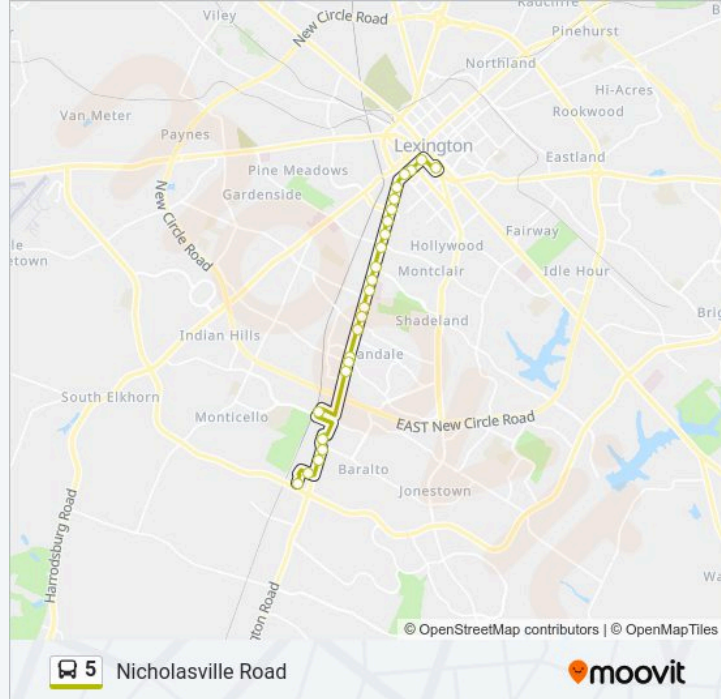 Viley
New Circle Road
Pinehurst
Northland
Hi-Acres
Van Meter
Rookwood
Paynes
Lexington
Eastland
Pine Meadows
Gardenside
New Circle Road
Fairway
Hollywood
Montclair
Idle Hour
Shadeland
Indian Hills
South Elkhorn
Monticello
EAST New Circle Road
Baralto
Jonestown
Harrodsburg Road
© OpenStreetMap contributors | © OpenMapTiles
5 Nicholasville Road
moovit